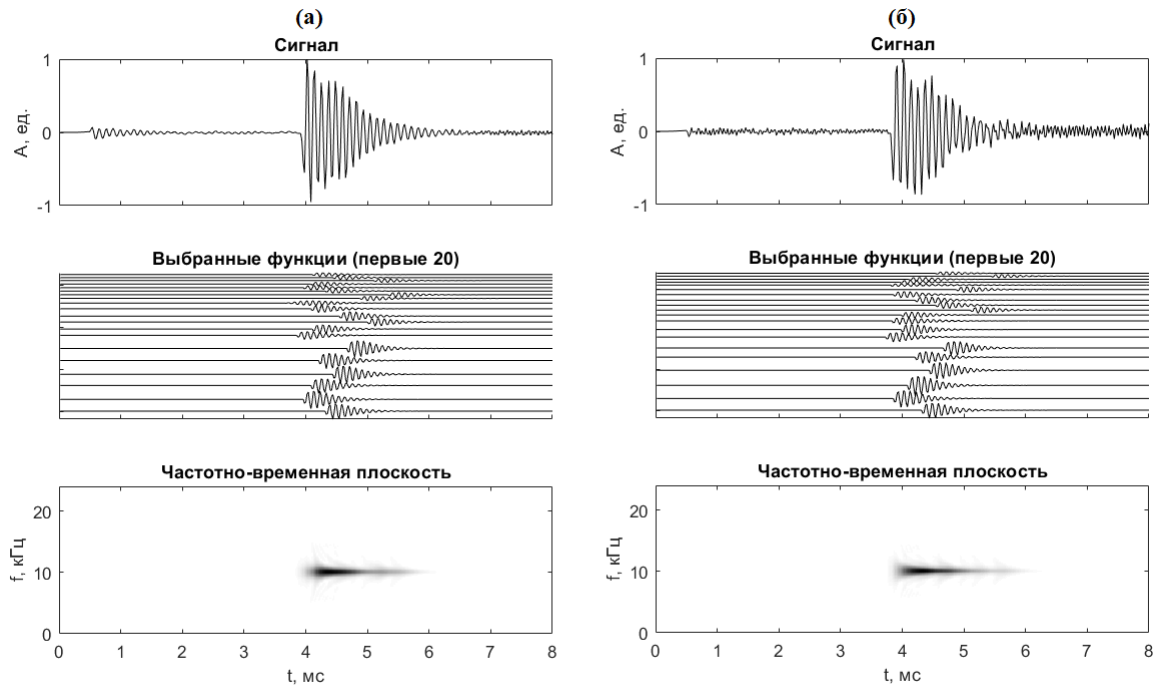 (а)
Сигнал
1
0
-1
А, ед.
Выбранные функции (первые 20)
Частотно-временная плоскость
20
10
0
f, кГц
0 1 2 3 4 5 6 7 8
t, мс
(б)
Сигнал
1
0
-1
А, ед.
Выбранные функции (первые 20)
Частотно-временная плоскость
20
10
0
f, кГц
0 1 2 3 4 5 6 7 8
t, мс